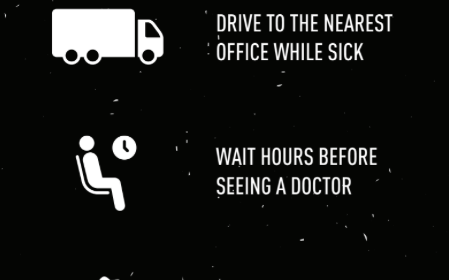 DRIVE TO THE NEAREST
OFFICE WHILE SICK
WAIT HOURS BEFORE
SEEING A DOCTOR